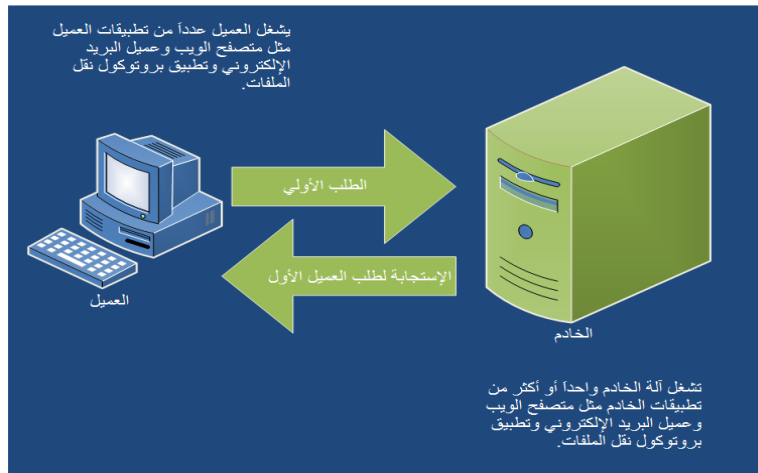 يشغل العميل عدداً من تطبيقات العميل
مثل متصفح الويب وعميل البريد
الإلكتروني وتطبيق بروتوكول نقل
الملفات.
الطلب الأولي
الإستجابة لطلب العميل الأول
العميل
الخادم
تشغل آلة الخادم واحداً أو أكثر من
تطبيقات الخادم مثل متصفح الويب
وعميل البريد الإلكتروني وتطبيق
بروتوكول نقل الملفات.